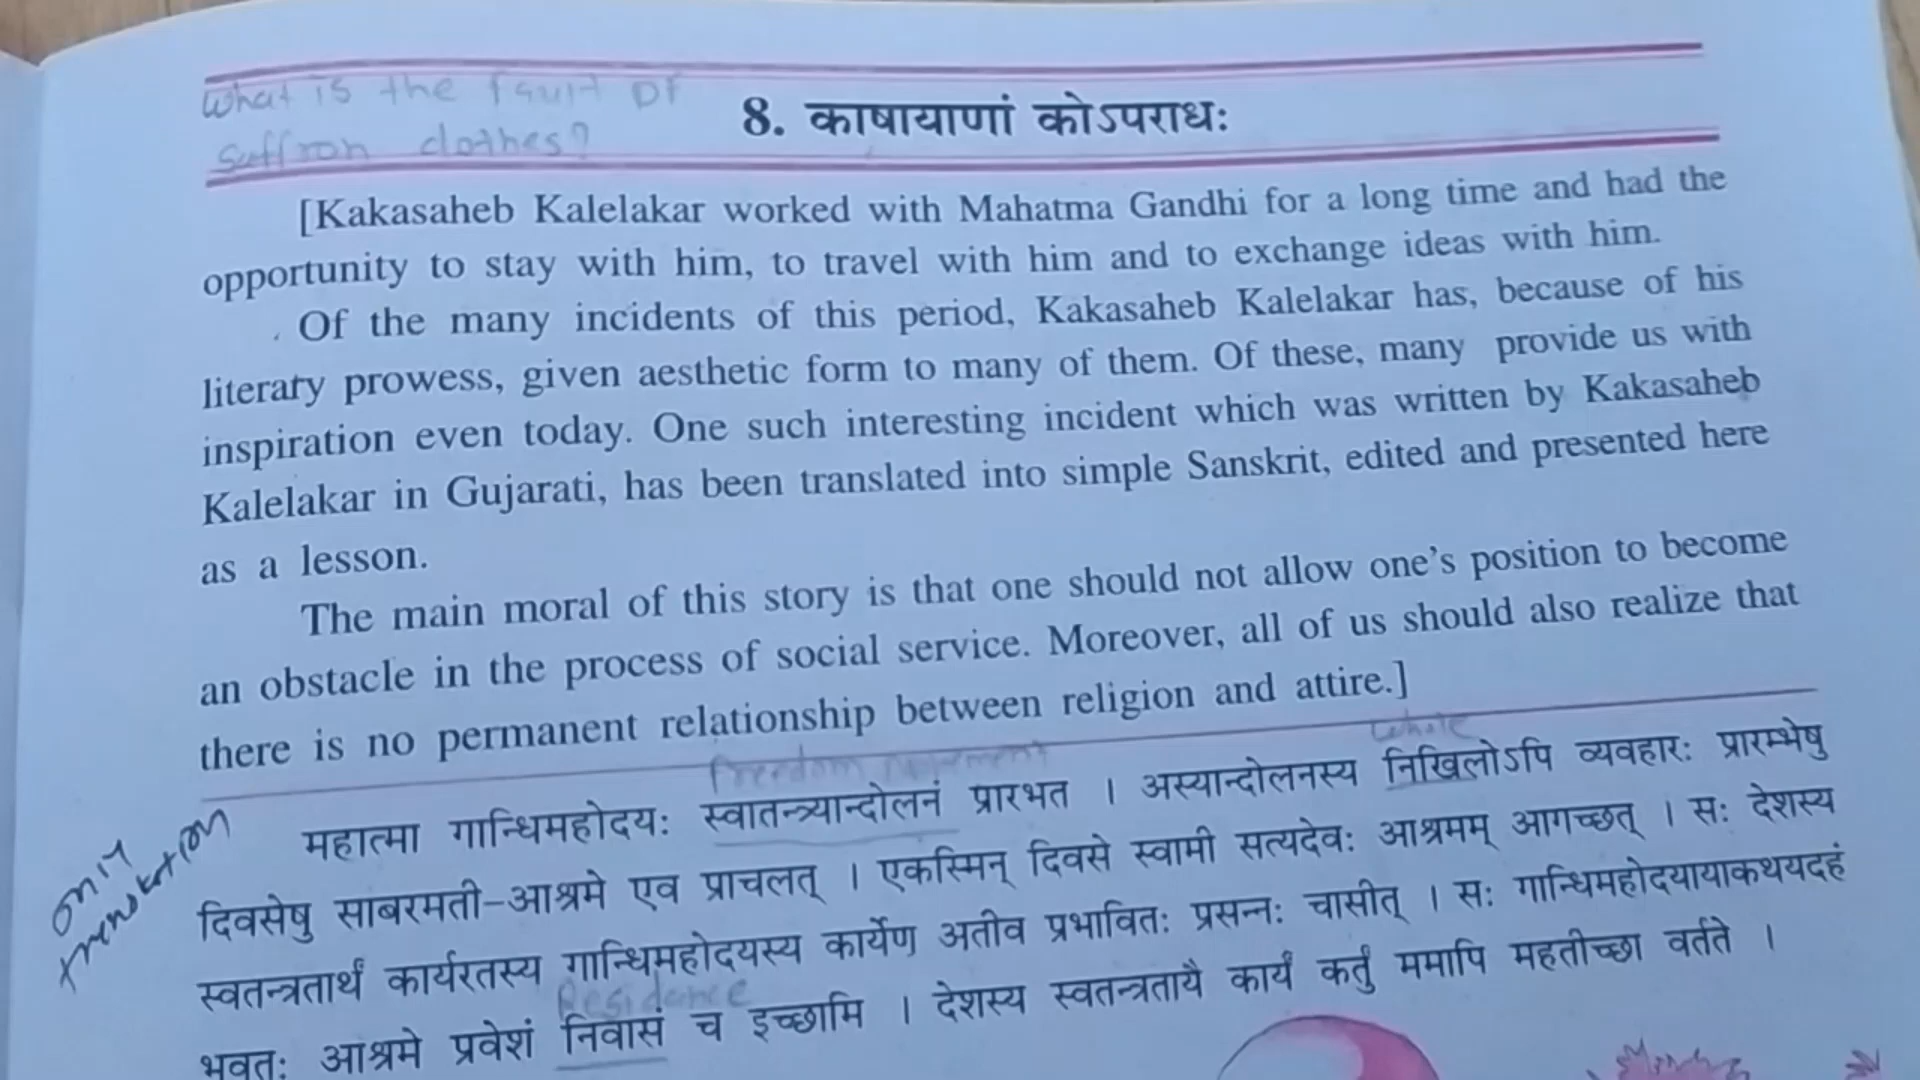 What is the fault of
suffron clothes?
8. काषायाणां कोऽपराधः
[Kakasaheb Kalelakar worked with Mahatma Gandhi for a long time and had the
opportunity to stay with him, to travel with him and to exchange ideas with him.
Of the many incidents of this period, Kakasaheb Kalelakar has, because of his
literary prowess, given aesthetic form to many of them. Of these, many provide us with
inspiration even today. One such interesting incident which was written by Kakasaheb
Kalelakar in Gujarati, has been translated into simple Sanskrit, edited and presented here
as a lesson.
The main moral of this story is that one should not allow one's position to become
an obstacle in the process of social service. Moreover, all of us should also realize that
there is no permanent relationship between religion and attire.]
Freedom movement whole
महात्मा गान्धिमहोदयः स्वातन्त्र्यान्दोलनं प्रारभत । अस्यान्दोलनस्य निखिलोऽपि व्यवहारः प्रारम्भेषु
दिवसेषु साबरमती-आश्रमे एव प्राचलत् । एकस्मिन् दिवसे स्वामी सत्यदेवः आश्रमम् आगच्छत् । सः देशस्य
स्वतन्त्रतार्थं कार्यरतस्य गान्धिमहोदयस्य कार्येण अतीव प्रभावितः प्रसन्नः चासीत् । सः गान्धिमहोदयायाकथयदहं
Residence
भवतः आश्रमे प्रवेशं निवासं च इच्छामि । देशस्य स्वतन्त्रतायै कार्यं कर्तुं ममापि महतीच्छा वर्तते ।